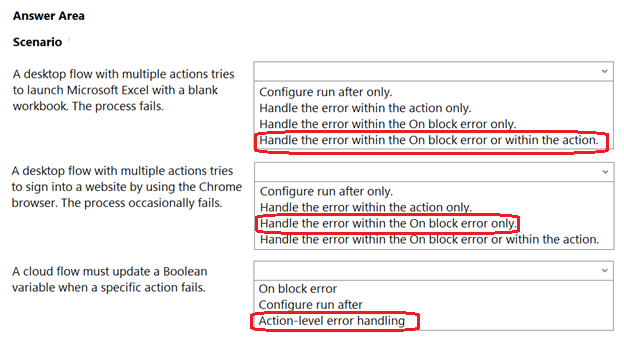 Answer Area
Scenario
A desktop flow with multiple actions tries
to launch Microsoft Excel with a blank
workbook. The process fails.
Configure run after only.
Handle the error within the action only.
Handle the error within the On block error only.
Handle the error within the On block error or within the action.
A desktop flow with multiple actions tries
to sign into a website by using the Chrome
browser. The process occasionally fails.
Configure run after only.
Handle the error within the action only.
Handle the error within the On block error only.
Handle the error within the On block error or within the action.
A cloud flow must update a Boolean
variable when a specific action fails.
On block error
Configure run after
Action-level error handling